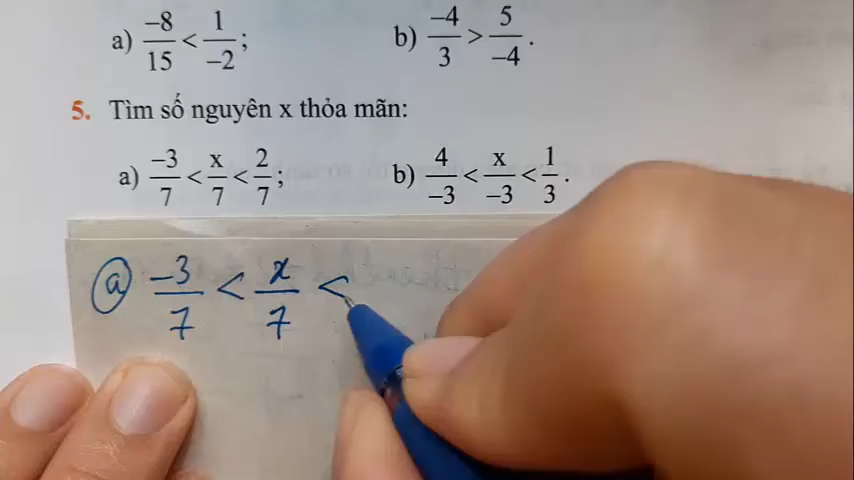 a) -8/15 < 1/-2; b) -4/3 > 5/-4.
5. Tìm số nguyên x thỏa mãn:
a) -3/7 < x/7 < 2/7; b) 4/-3 < x/-3 < 1/3.
a -3/7 < x/7 <